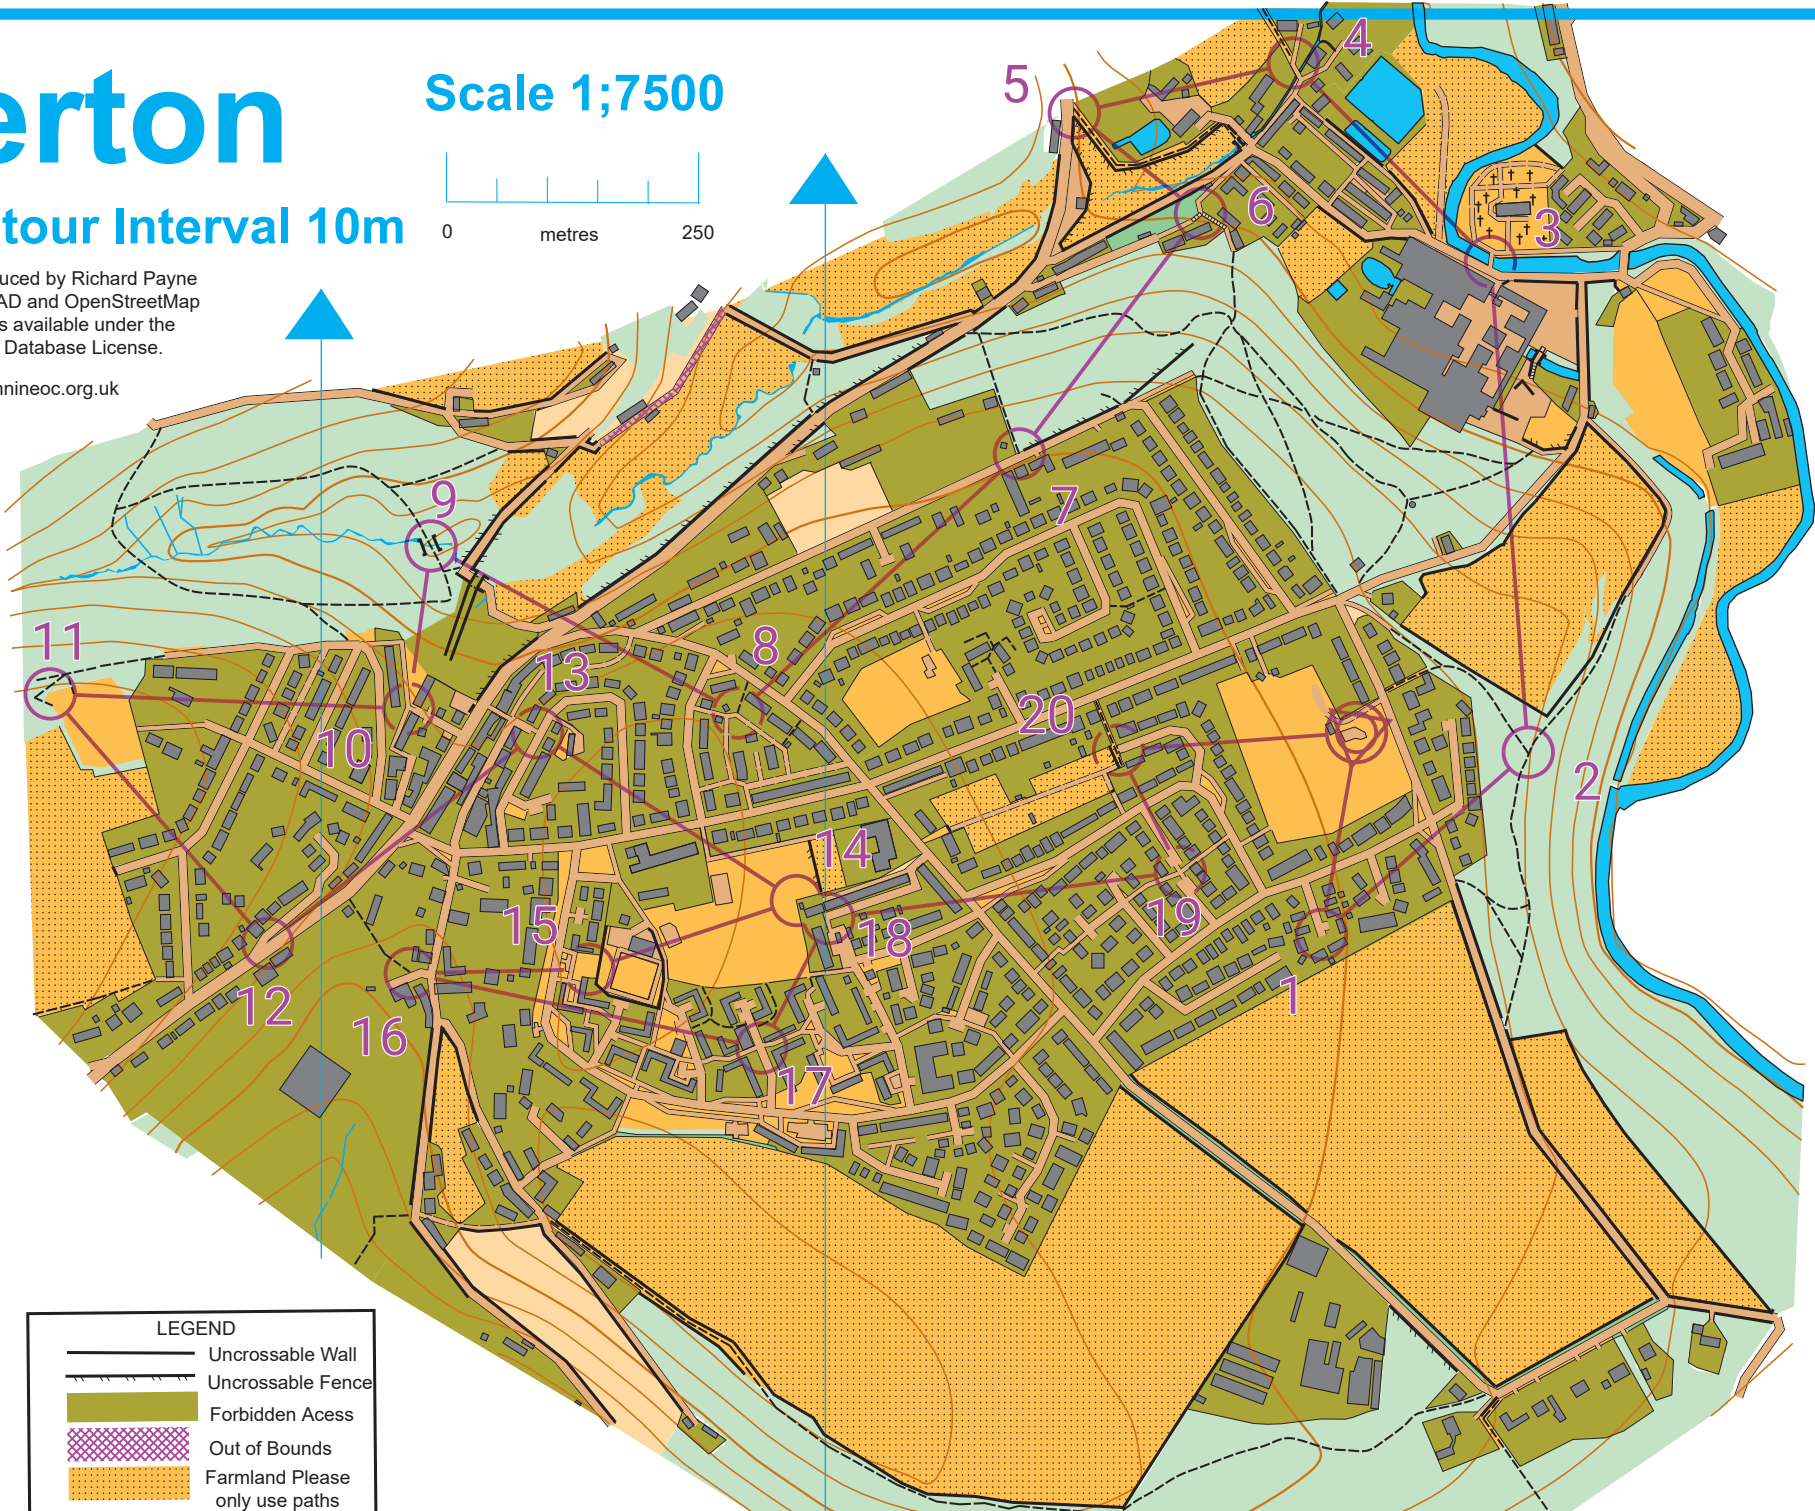 erton
Scale 1;7500
tour Interval 10m
0 metres 250
uced by Richard Payne
AD and OpenStreetMap
s available under the
Database License.
nnineoc.org.uk
4
5
6
3
7
9
11
8
13
20
10
2
14
15
18
19
1
12
16
17
LEGEND
Uncrossable Wall
Uncrossable Fence
Forbidden Acess
Out of Bounds
Farmland Please
only use paths